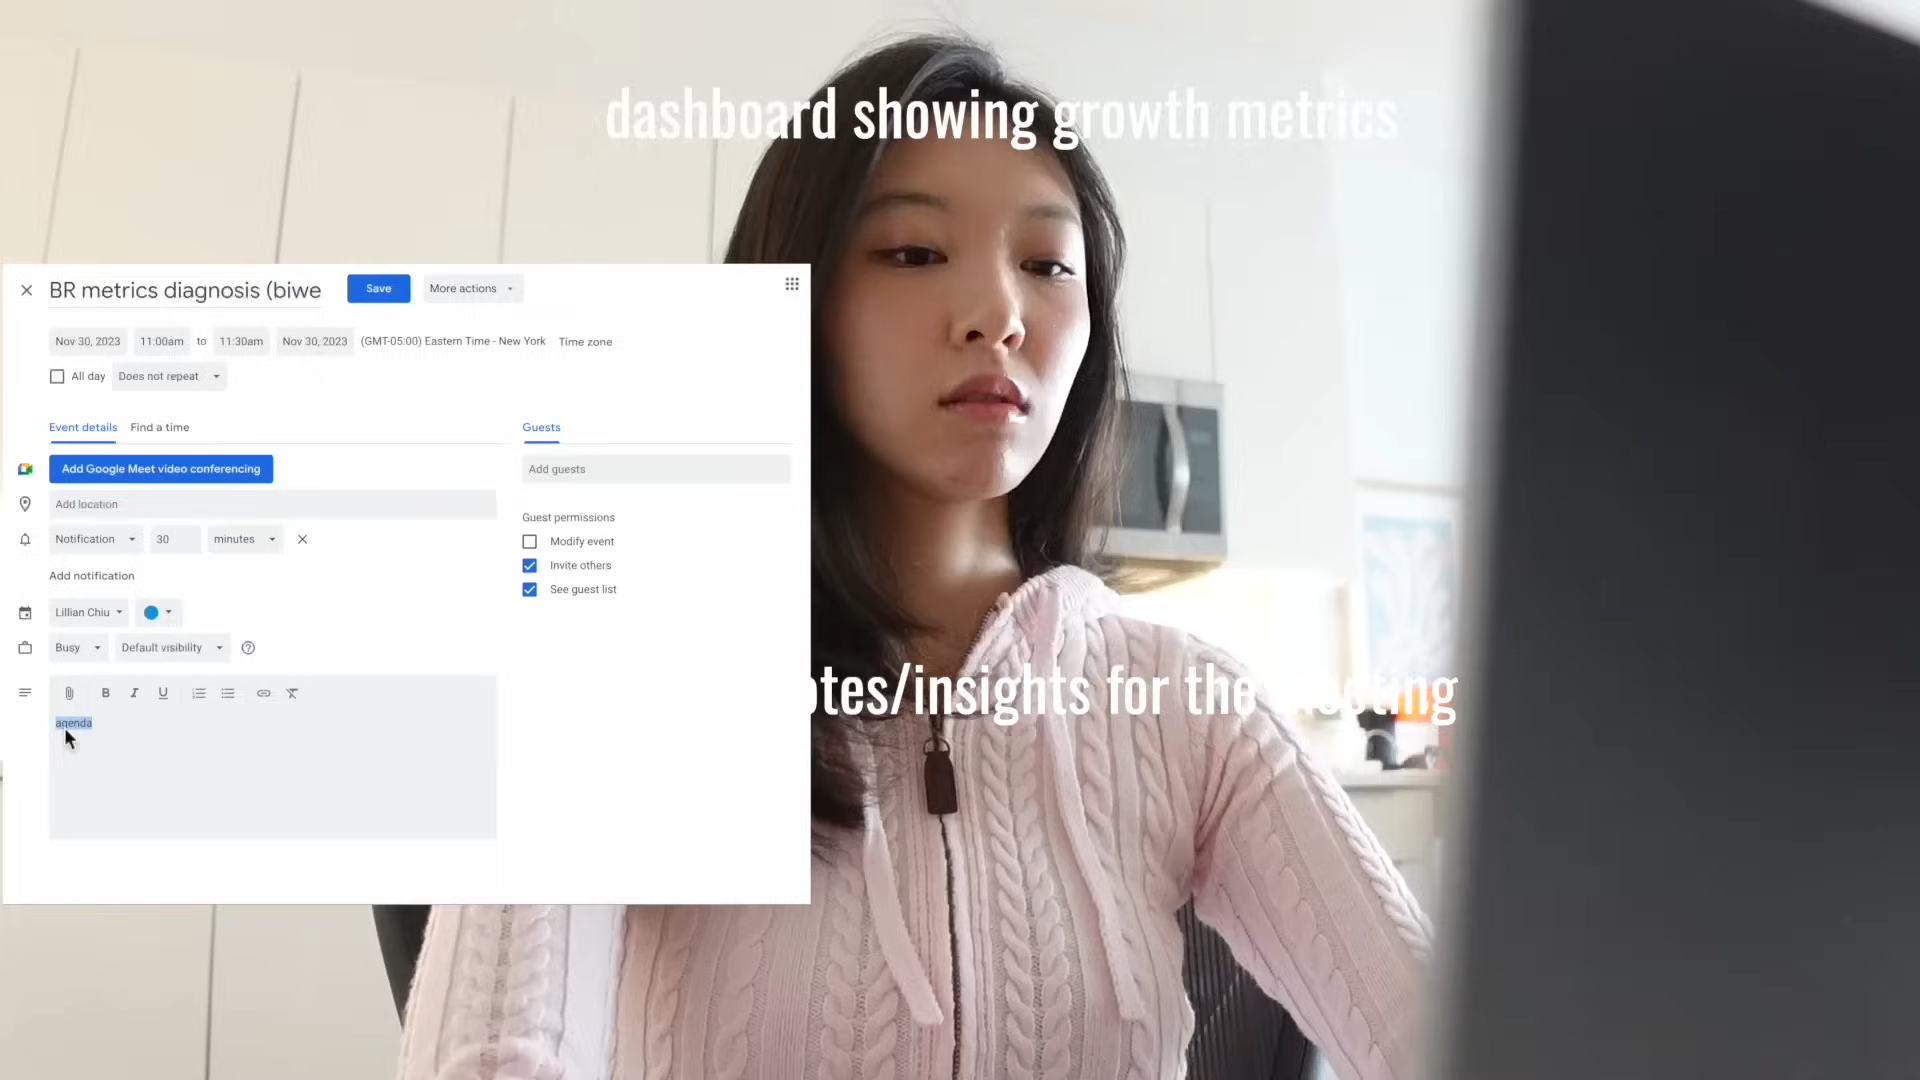 dashboard showing growth metrics
BR metrics diagnosis (biwe
Save
More actions
Nov 30, 2023
11:00am
to
11:30am
Nov 30, 2023
(GMT-05:00) Eastern Time - New York
Time zone
All day
Does not repeat
Event details
Find a time
Guests
Add Google Meet video conferencing
Add guests
Add location
Guest permissions
Notification
30
minutes
Modify event
Invite others
Add notification
See guest list
Lillian Chiu
Busy
Default visibility
B
I
U
agenda
otes/insights for the meeting